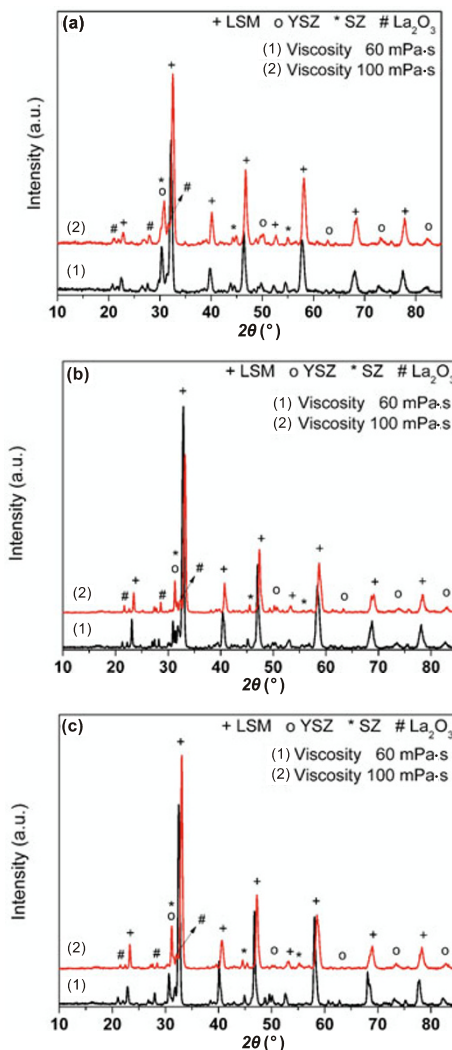 (a)
+ LSM o YSZ * SZ # La₂O₃
(1) Viscosity 60 mPa·s
(2) Viscosity 100 mPa·s
+
*
o
#
# + #
+
+
* o + *
+
o
+
o
+
o
(2)
(1)
Intensity (a.u.)
10 20 30 40 50 60 70 80
2θ (°)
(b)
+ LSM o YSZ * SZ # La₂O₃
(1) Viscosity 60 mPa·s
(2) Viscosity 100 mPa·s
+
*
o
#
# + #
+
+
* o + *
+
o
+
o
+
o
(2)
(1)
Intensity (a.u.)
10 20 30 40 50 60 70 80
2θ (°)
(c)
+ LSM o YSZ * SZ # La₂O₃
(1) Viscosity 60 mPa·s
(2) Viscosity 100 mPa·s
+
*
o
#
# + #
+
+
* o + *
+
o
+
o
+
o
(2)
(1)
Intensity (a.u.)
10 20 30 40 50 60 70 80
2θ (°)